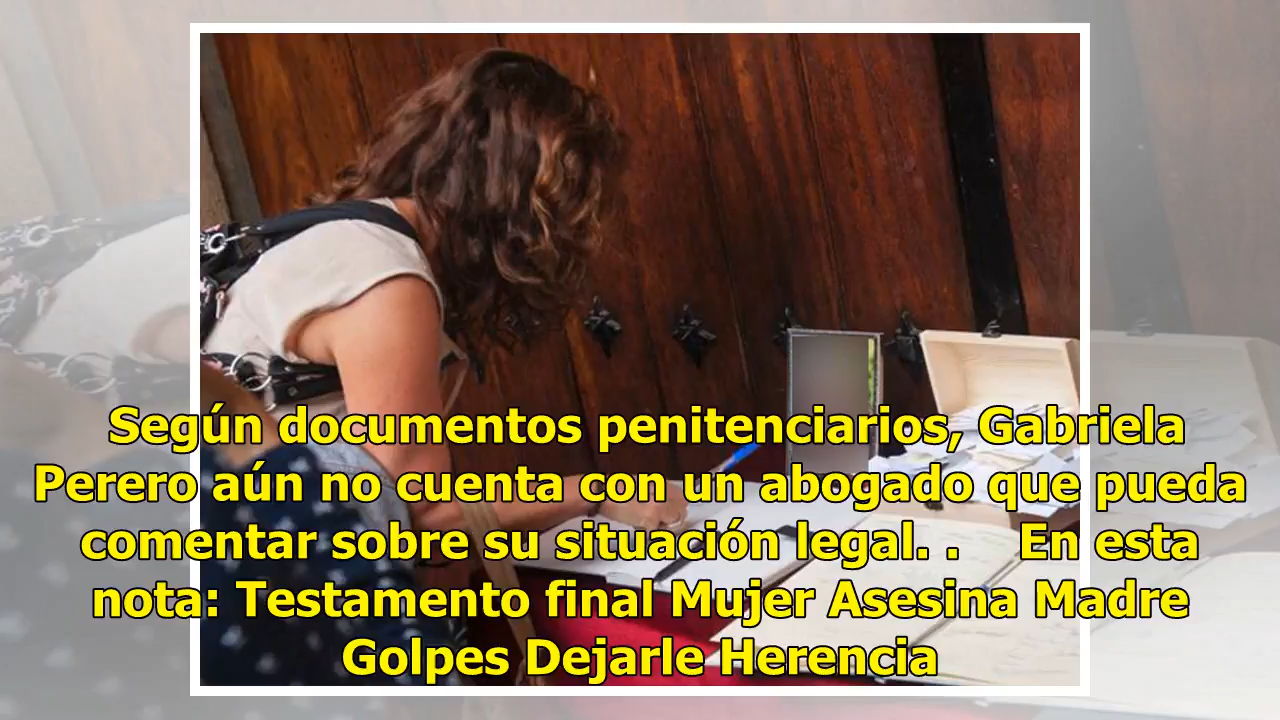 Según documentos penitenciarios, Gabriela
Perero aún no cuenta con un abogado que pueda
comentar sobre su situación legal. . En esta
nota: Testamento final Mujer Asesina Madre
Golpes Dejarle Herencia